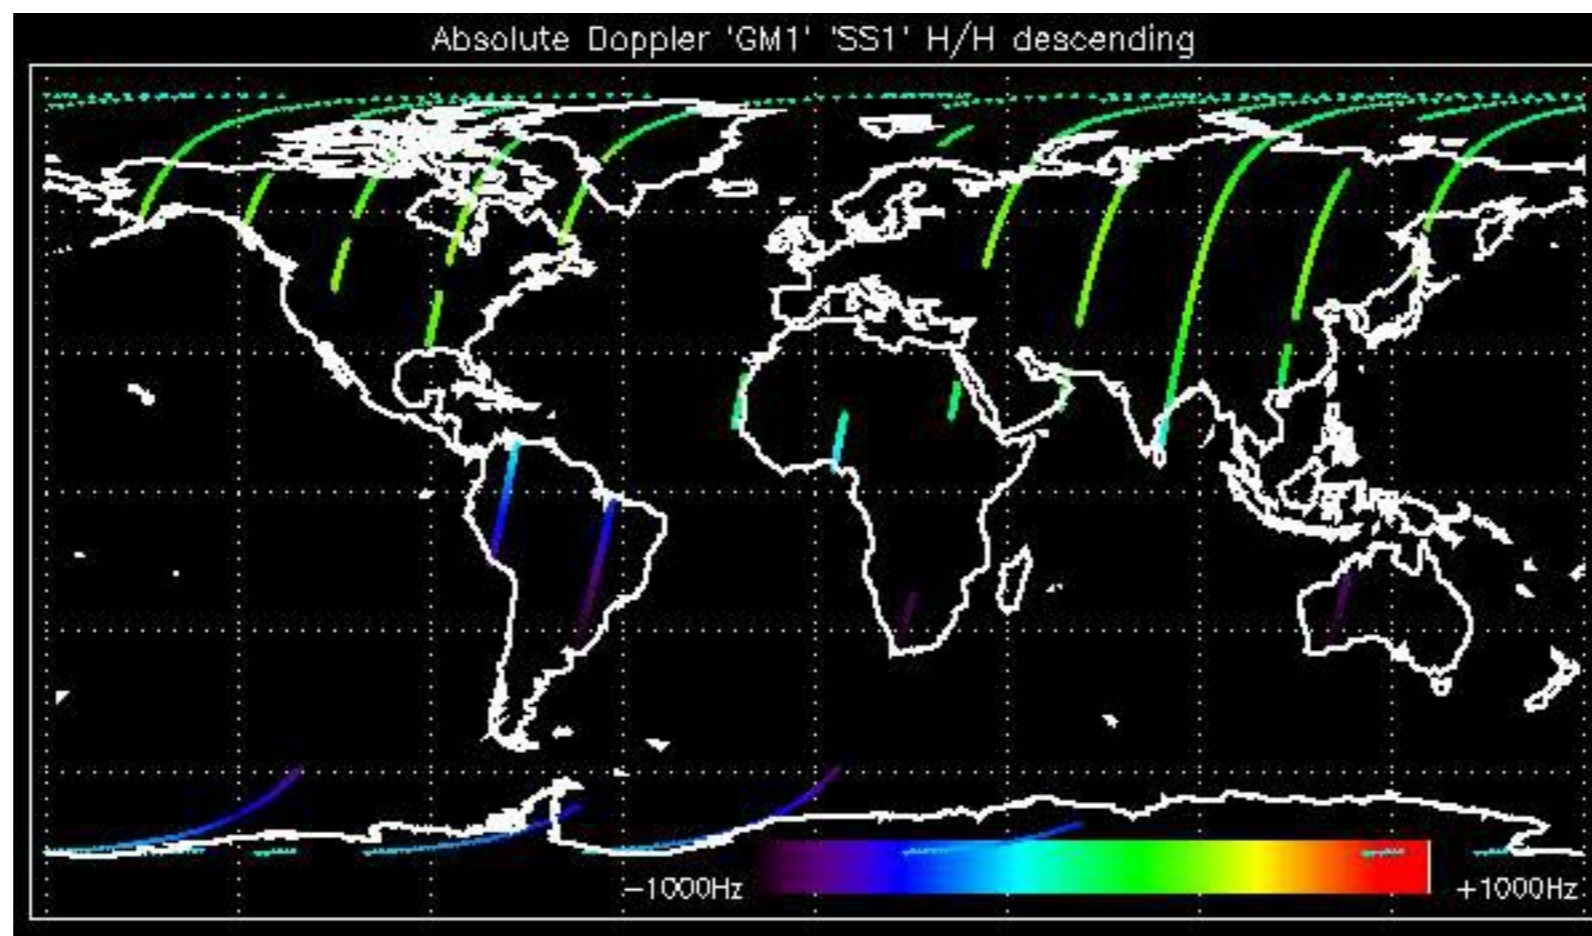 Absolute Doppler 'GM1' 'SS1' H/H descending
−1000Hz
+1000Hz